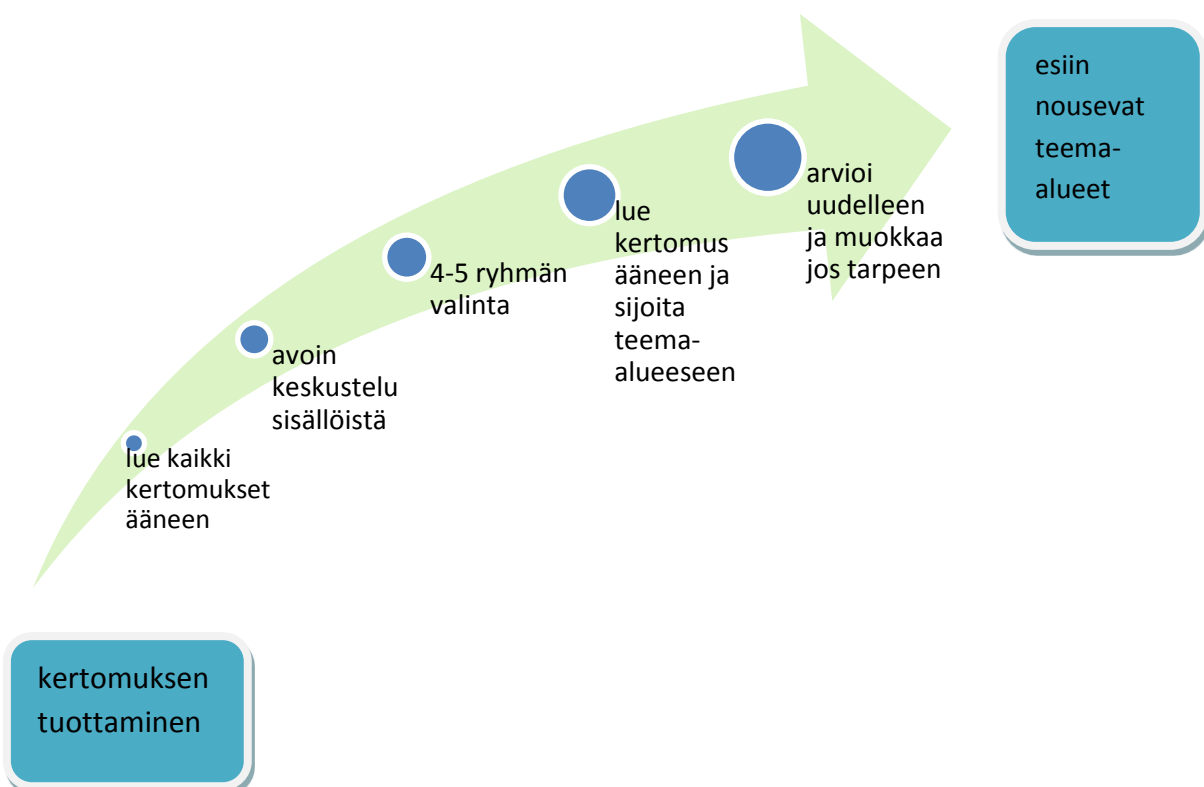 kertomuksen
tuottaminen
lue kaikki
kertomukset
ääneen
avoin
keskustelu
sisällöistä
4-5 ryhmän
valinta
lue
kertomus
ääneen ja
sijoita
teema-
alueeseen
arvioi
uudelleen
ja muokkaa
jos tarpeen
esiin
nousevat
teema-
alueet